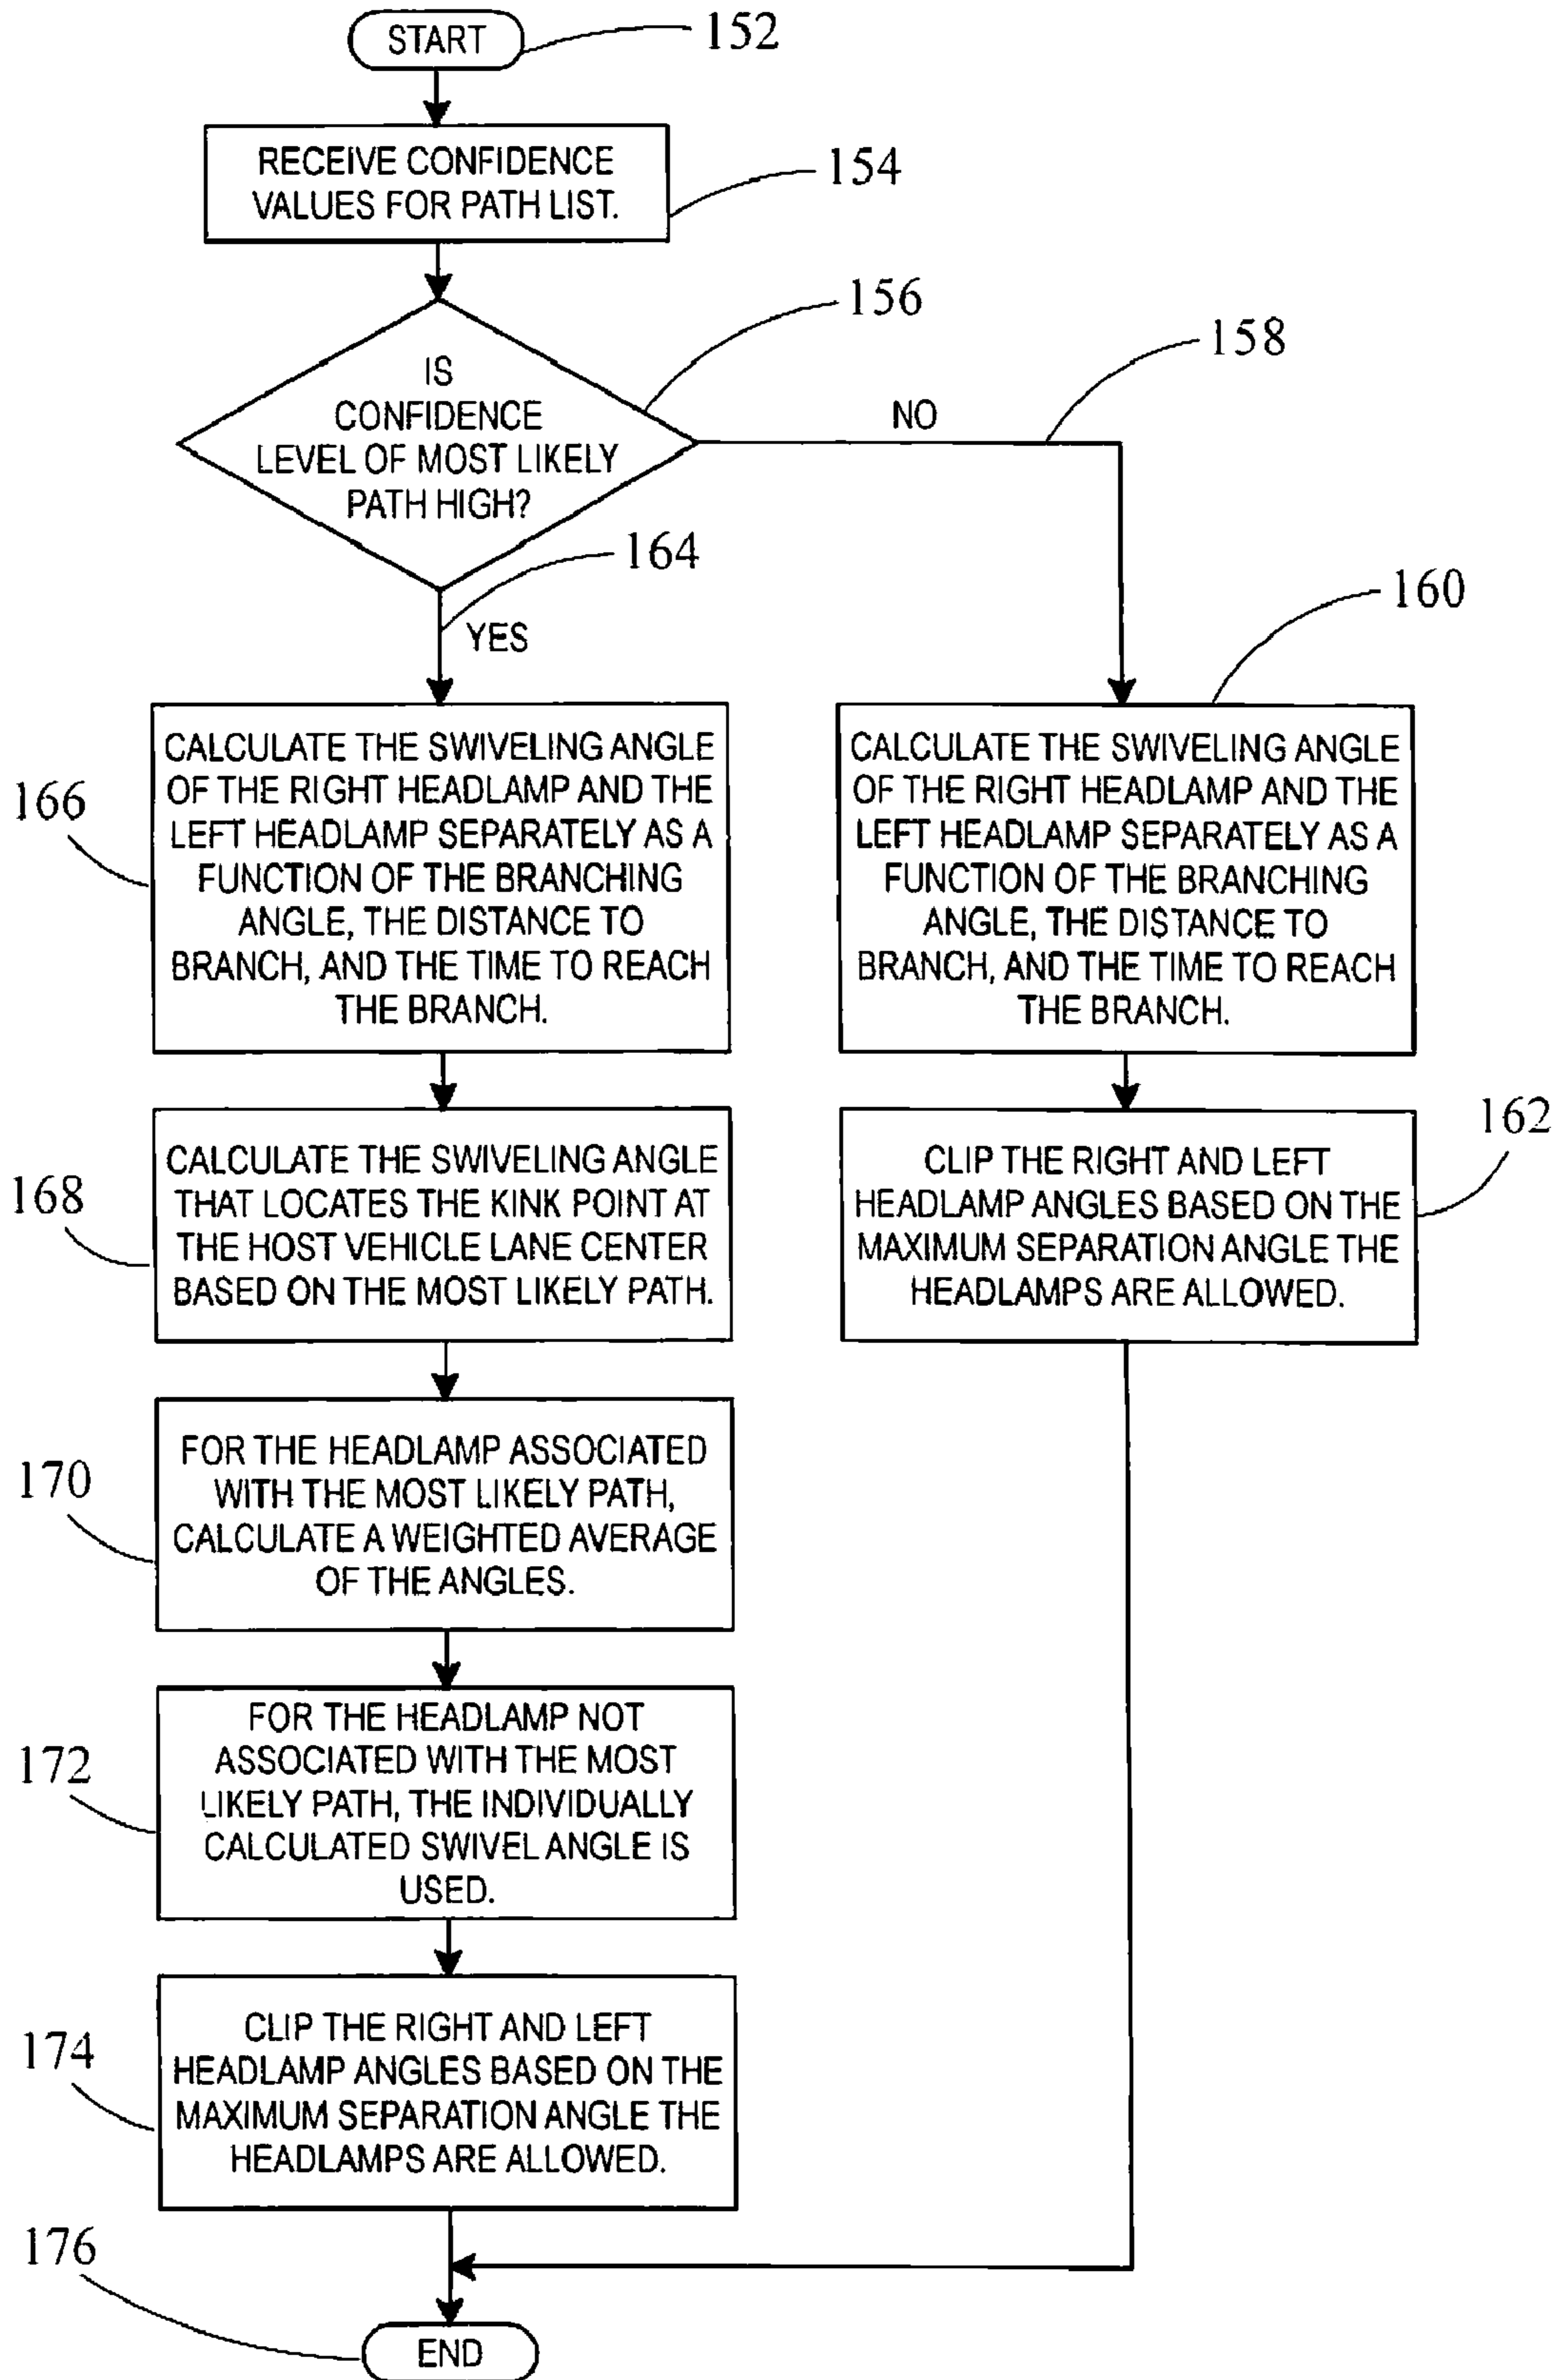 START
152
RECEIVE CONFIDENCE
VALUES FOR PATH LIST.
154
IS
CONFIDENCE
LEVEL OF MOST LIKELY
PATH HIGH?
156
NO
158
164
YES
160
166
CALCULATE THE SWIVELING ANGLE
OF THE RIGHT HEADLAMP AND THE
LEFT HEADLAMP SEPARATELY AS A
FUNCTION OF THE BRANCHING
ANGLE, THE DISTANCE TO
BRANCH, AND THE TIME TO REACH
THE BRANCH.
CALCULATE THE SWIVELING ANGLE
OF THE RIGHT HEADLAMP AND THE
LEFT HEADLAMP SEPARATELY AS A
FUNCTION OF THE BRANCHING
ANGLE, THE DISTANCE TO
BRANCH, AND THE TIME TO REACH
THE BRANCH.
168
CALCULATE THE SWIVELING ANGLE
THAT LOCATES THE KINK POINT AT
THE HOST VEHICLE LANE CENTER
BASED ON THE MOST LIKELY PATH.
CLIP THE RIGHT AND LEFT
HEADLAMP ANGLES BASED ON THE
MAXIMUM SEPARATION ANGLE THE
HEADLAMPS ARE ALLOWED.
162
170
FOR THE HEADLAMP ASSOCIATED
WITH THE MOST LIKELY PATH,
CALCULATE A WEIGHTED AVERAGE
OF THE ANGLES.
172
FOR THE HEADLAMP NOT
ASSOCIATED WITH THE MOST
LIKELY PATH, THE INDIVIDUALLY
CALCULATED SWIVEL ANGLE IS
USED.
174
CLIP THE RIGHT AND LEFT
HEADLAMP ANGLES BASED ON THE
MAXIMUM SEPARATION ANGLE THE
HEADLAMPS ARE ALLOWED.
176
END